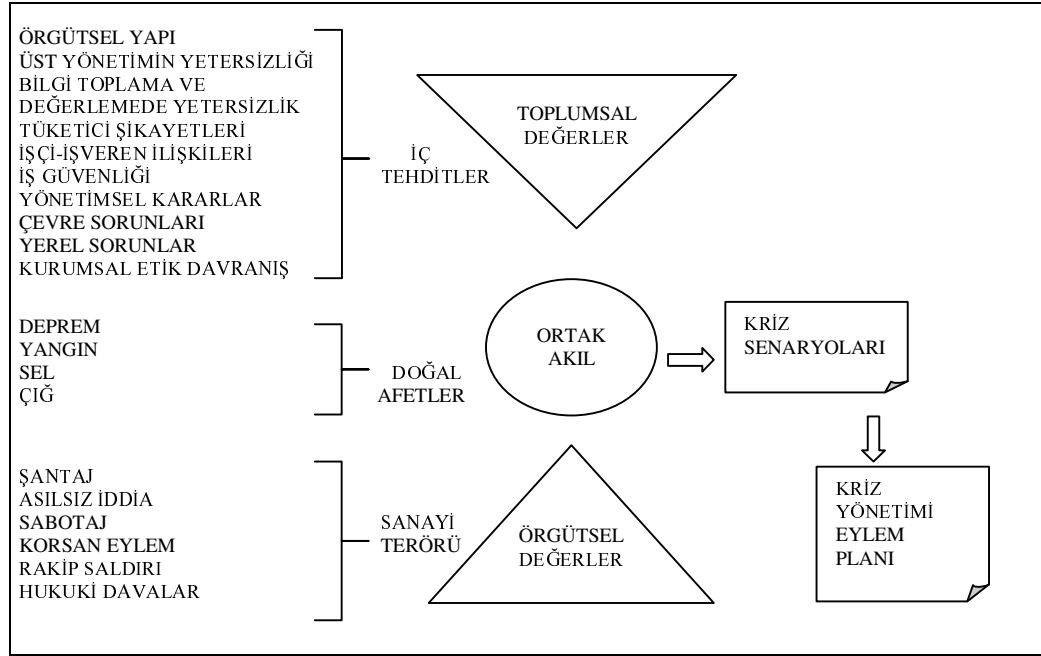 ÖRGÜTSEL YAPI
ÜST YÖNETİMİN YETERSİZLİĞİ
BİLGİ TOPLAMA VE
DEĞERLEMEDE YETERSİZLİK
TÜKETİCİ ŞİKAYETLERİ
İŞÇİ-İŞVEREN İLİŞKİLERİ
İŞ GÜVENLİĞİ
YÖNETİMSEL KARARLAR
ÇEVRE SORUNLARI
YEREL SORUNLAR
KURUMSAL ETİK DAVRANIŞ
İÇ
TEHDİTLER
TOPLUMSAL
DEĞERLER
DEPREM
YANGIN
SEL
ÇIĞ
DOĞAL
AFETLER
ORTAK
AKIL
KRİZ
SENARYOLARI
ŞANTAJ
ASILSIZ İDDİA
SABOTAJ
KORSAN EYLEM
RAKİP SALDIRI
HUKUKİ DAVALAR
SANAYİ
TERÖRÜ
ÖRGÜTSEL
DEĞERLER
KRİZ
YÖNETİMİ
EYLEM
PLANI